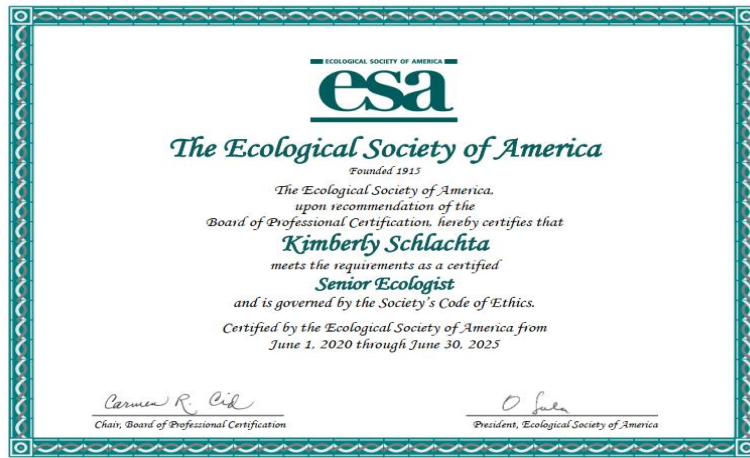 ECOLOGICAL SOCIETY OF AMERICA
esa
The Ecological Society of America
Founded 1915
The Ecological Society of America,
upon recommendation of the
Board of Professional Certification, hereby certifies that
Kimberly Schlachta
meets the requirements as a certified
Senior Ecologist
and is governed by the Society's Code of Ethics.
Certified by the Ecological Society of America from
June 1, 2020 through June 30, 2025
Carmen R. Cid
O Sala
Chair, Board of Professional Certification
President, Ecological Society of America